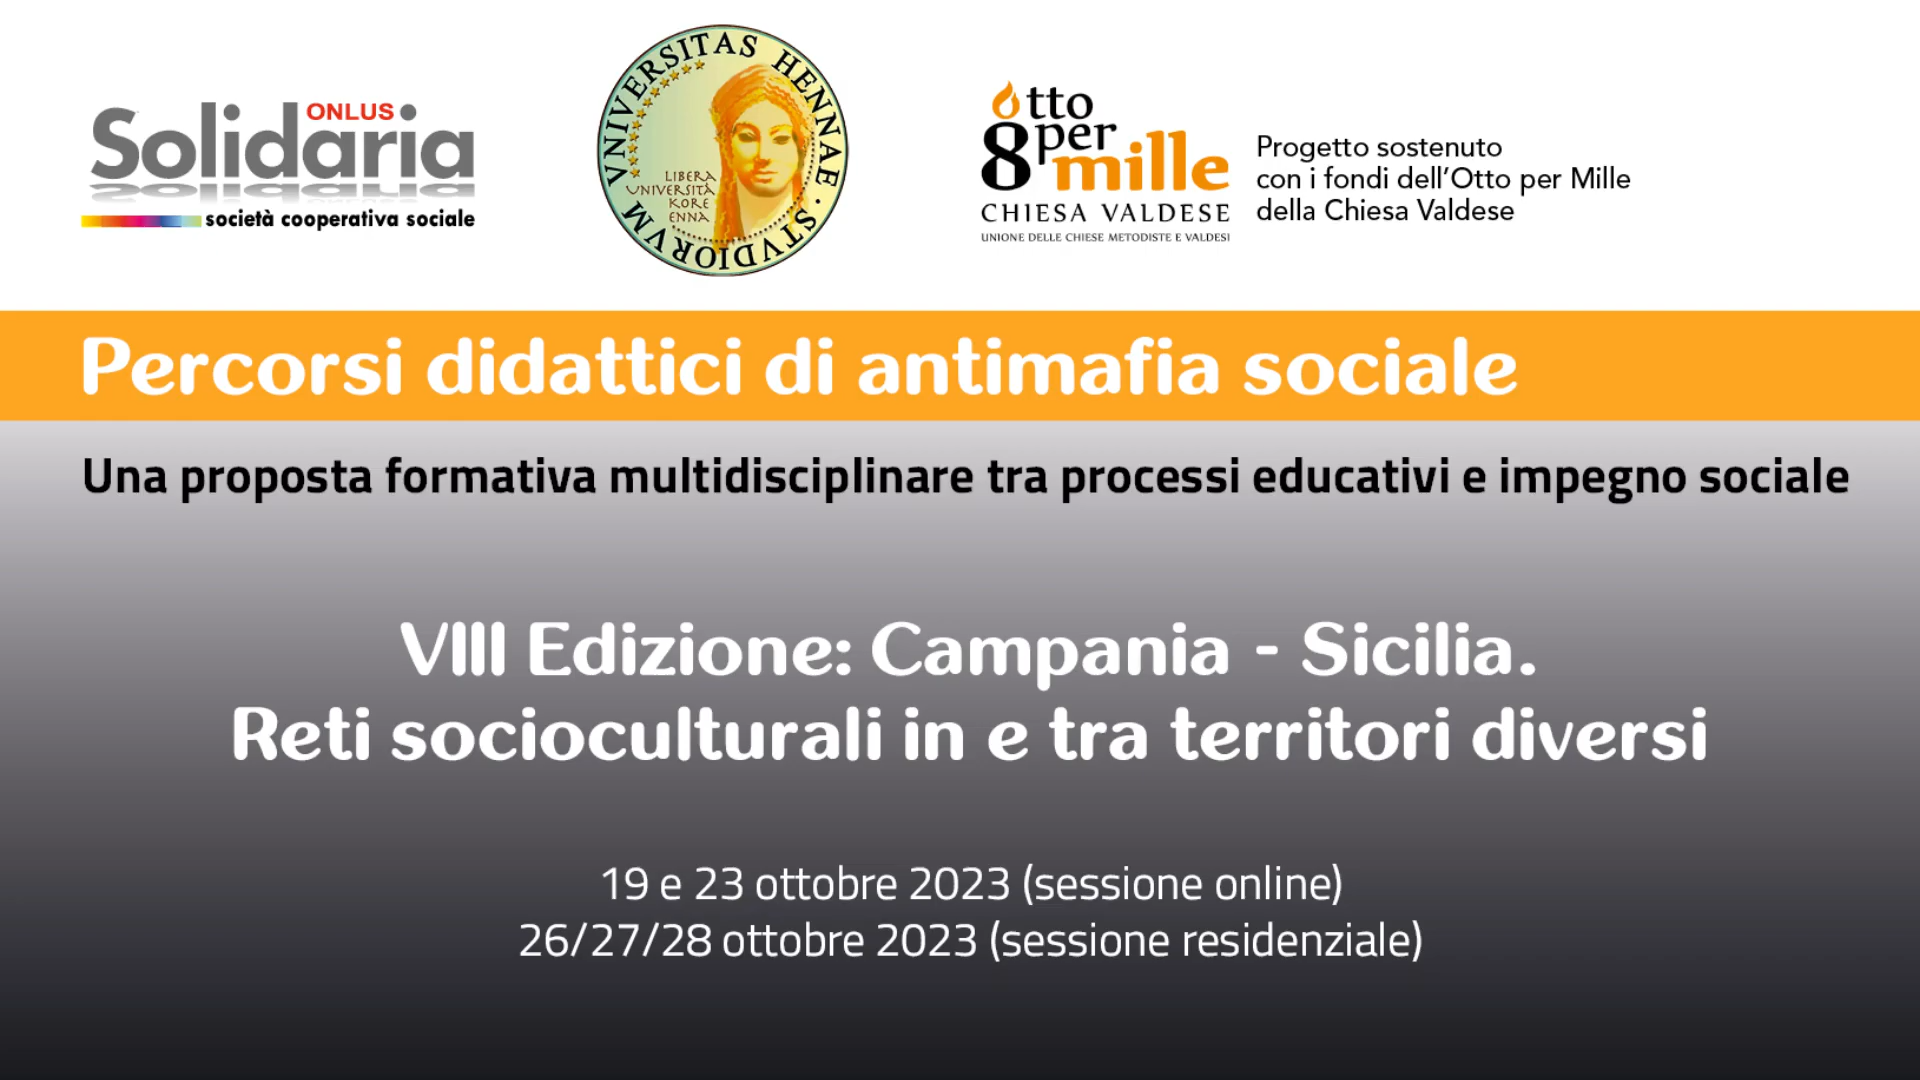 ONLUS
Solidaria
società cooperativa sociale
VNIVERSITAS HENNAE · STVDIORVM
LIBERA
UNIVERSITÀ
KORE
ENNA
otto
8 per
mille
CHIESA VALDESE
UNIONE DELLE CHIESE METODISTE E VALDESI
Progetto sostenuto
con i fondi dell'Otto per Mille
della Chiesa Valdese
Percorsi didattici di antimafia sociale
Una proposta formativa multidisciplinare tra processi educativi e impegno sociale
VIII Edizione: Campania - Sicilia.
Reti socioculturali in e tra territori diversi
19 e 23 ottobre 2023 (sessione online)
26/27/28 ottobre 2023 (sessione residenziale)